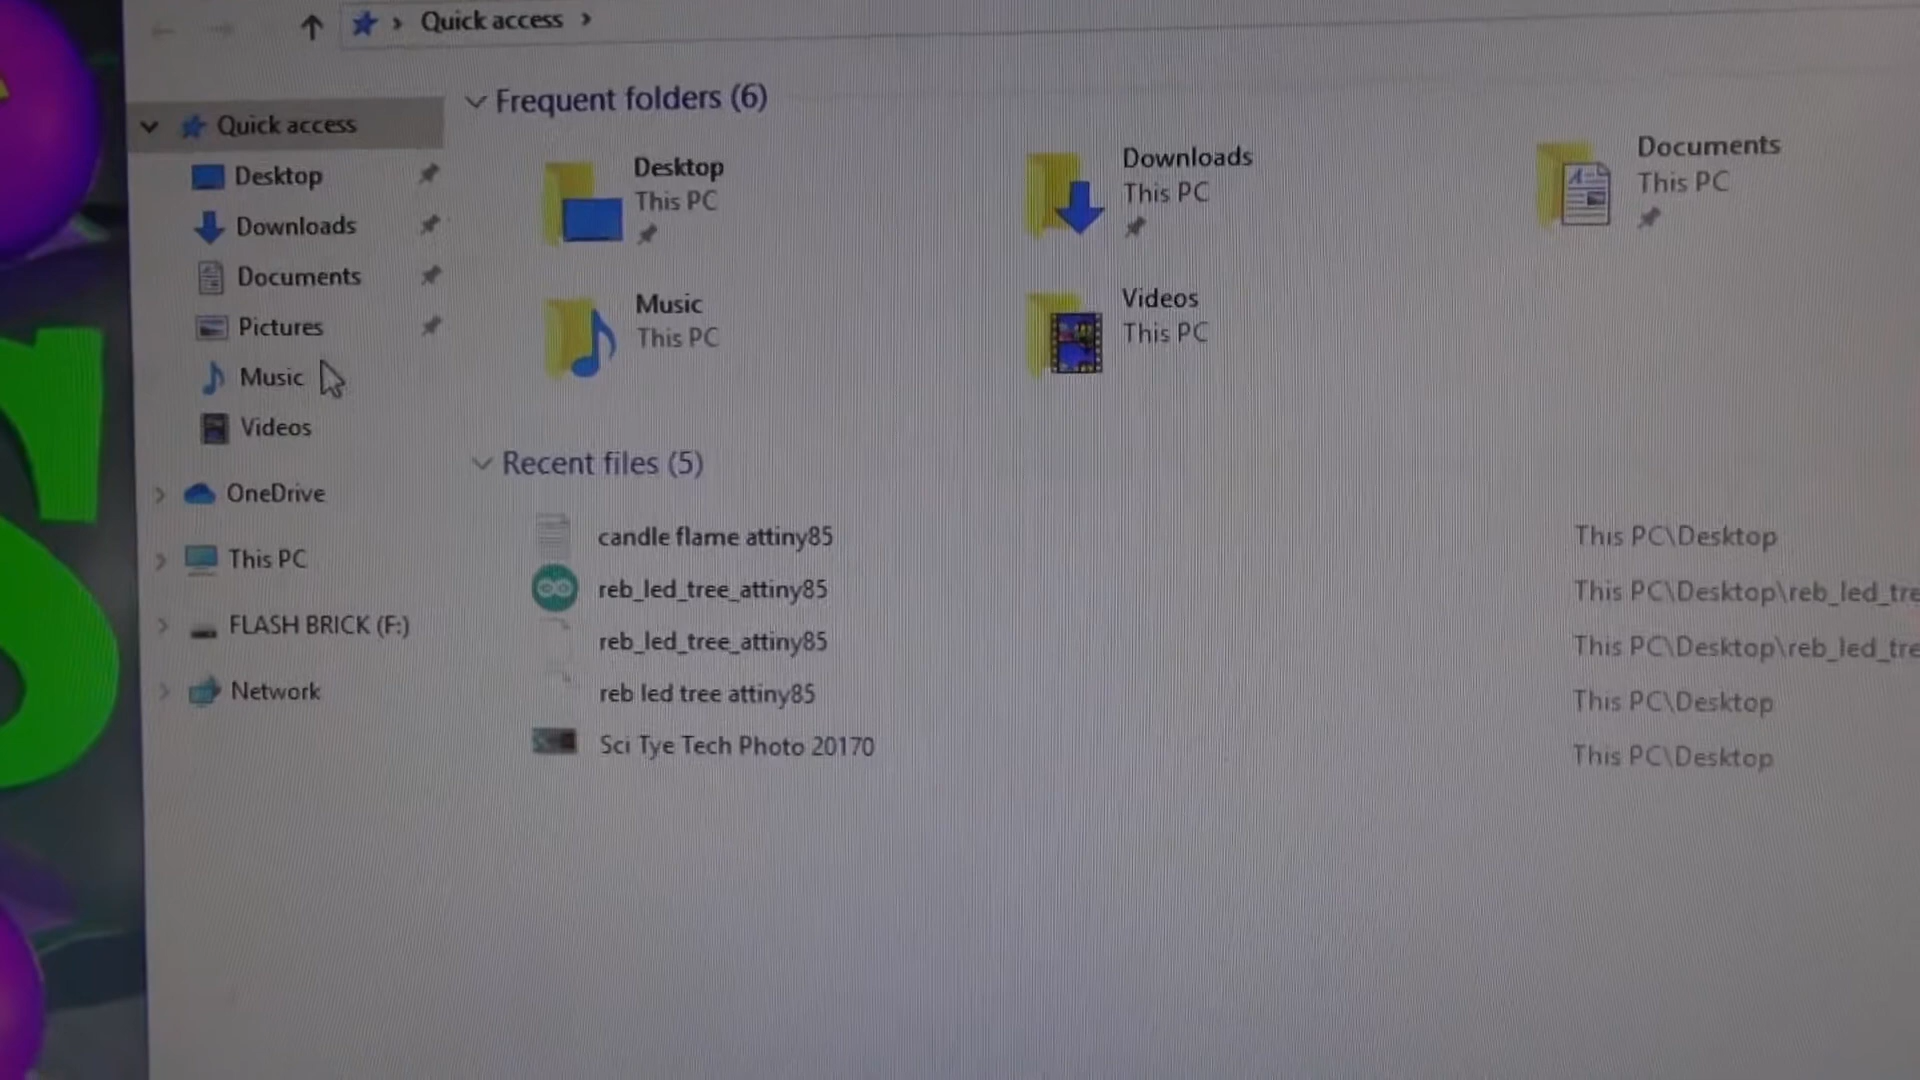 Quick access
Quick access
Desktop
Downloads
Documents
Pictures
Music
Videos
OneDrive
This PC
FLASH BRICK (F:)
Network
Frequent folders (6)
Desktop
This PC
Downloads
This PC
Documents
This PC
Music
This PC
Videos
This PC
Recent files (5)
candle flame attiny85 This PC\Desktop
reb_led_tree_attiny85 This PC\Desktop\reb_led_tre
reb_led_tree_attiny85 This PC\Desktop\reb_led_tre
reb led tree attiny85 This PC\Desktop
Sci Tye Tech Photo 20170 This PC\Desktop